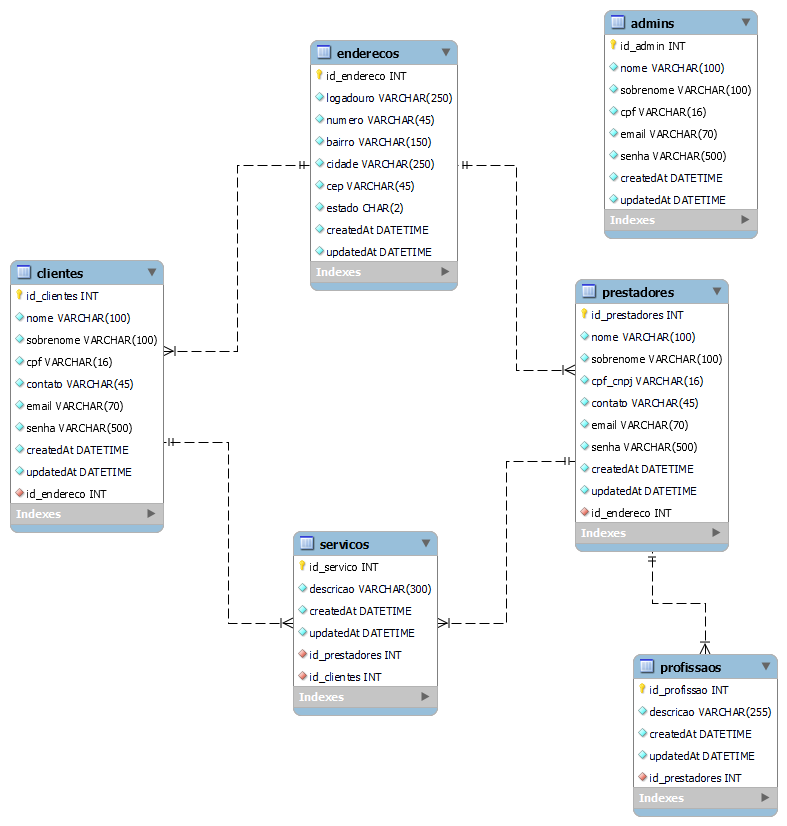 enderecos
id_endereco INT
logadouro VARCHAR(250)
numero VARCHAR(45)
bairro VARCHAR(150)
cidade VARCHAR(250)
cep VARCHAR(45)
estado CHAR(2)
createdAt DATETIME
updatedAt DATETIME
Indexes
admins
id_admin INT
nome VARCHAR(100)
sobrenome VARCHAR(100)
cpf VARCHAR(16)
email VARCHAR(70)
senha VARCHAR(500)
createdAt DATETIME
updatedAt DATETIME
Indexes
clientes
id_clientes INT
nome VARCHAR(100)
sobrenome VARCHAR(100)
cpf VARCHAR(16)
contato VARCHAR(45)
email VARCHAR(70)
senha VARCHAR(500)
createdAt DATETIME
updatedAt DATETIME
id_endereco INT
Indexes
prestadores
id_prestadores INT
nome VARCHAR(100)
sobrenome VARCHAR(100)
cpf_cnpj VARCHAR(16)
contato VARCHAR(45)
email VARCHAR(70)
senha VARCHAR(500)
createdAt DATETIME
updatedAt DATETIME
id_endereco INT
Indexes
servicos
id_servico INT
descricao VARCHAR(300)
createdAt DATETIME
updatedAt DATETIME
id_prestadores INT
id_clientes INT
Indexes
profissaos
id_profissao INT
descricao VARCHAR(255)
createdAt DATETIME
updatedAt DATETIME
id_prestadores INT
Indexes